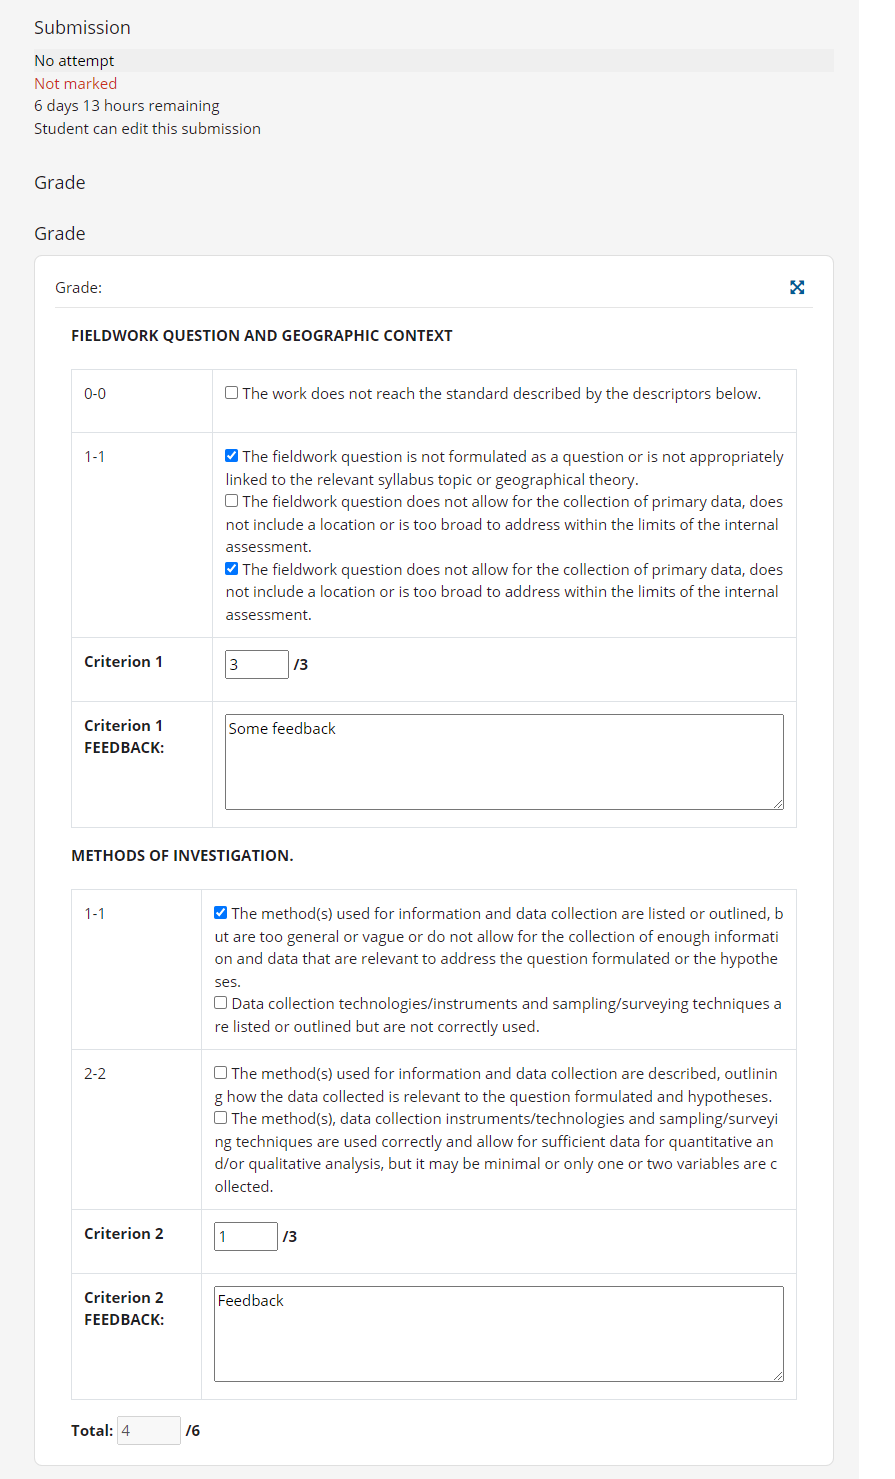 Submission
No attempt
Not marked
6 days 13 hours remaining
Student can edit this submission
Grade
Grade
Grade:
FIELDWORK QUESTION AND GEOGRAPHIC CONTEXT
0-0
The work does not reach the standard described by the descriptors below.
1-1
The fieldwork question is not formulated as a question or is not appropriately
linked to the relevant syllabus topic or geographical theory.
The fieldwork question does not allow for the collection of primary data, does
not include a location or is too broad to address within the limits of the internal
assessment.
The fieldwork question does not allow for the collection of primary data, does
not include a location or is too broad to address within the limits of the internal
assessment.
Criterion 1
3 /3
Criterion 1
FEEDBACK:
Some feedback
METHODS OF INVESTIGATION.
1-1
The method(s) used for information and data collection are listed or outlined, b
ut are too general or vague or do not allow for the collection of enough informati
on and data that are relevant to address the question formulated or the hypothe
ses.
Data collection technologies/instruments and sampling/surveying techniques a
re listed or outlined but are not correctly used.
2-2
The method(s) used for information and data collection are described, outlinin
g how the data collected is relevant to the question formulated and hypotheses.
The method(s), data collection instruments/technologies and sampling/surveyi
ng techniques are used correctly and allow for sufficient data for quantitative an
d/or qualitative analysis, but it may be minimal or only one or two variables are c
ollected.
Criterion 2
1 /3
Criterion 2
FEEDBACK:
Feedback
Total: 4 /6